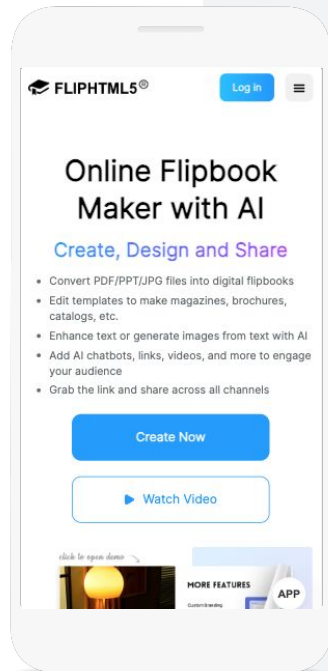 FLIPHTML5®
Log in
Online Flipbook
Maker with AI
Create, Design and Share
• Convert PDF/PPT/JPG files into digital flipbooks
• Edit templates to make magazines, brochures,
catalogs, etc.
• Enhance text or generate images from text with AI
• Add AI chatbots, links, videos, and more to engage
your audience
• Grab the link and share across all channels
Create Now
Watch Video
click to open demo
MORE FEATURES
Custom Branding
APP